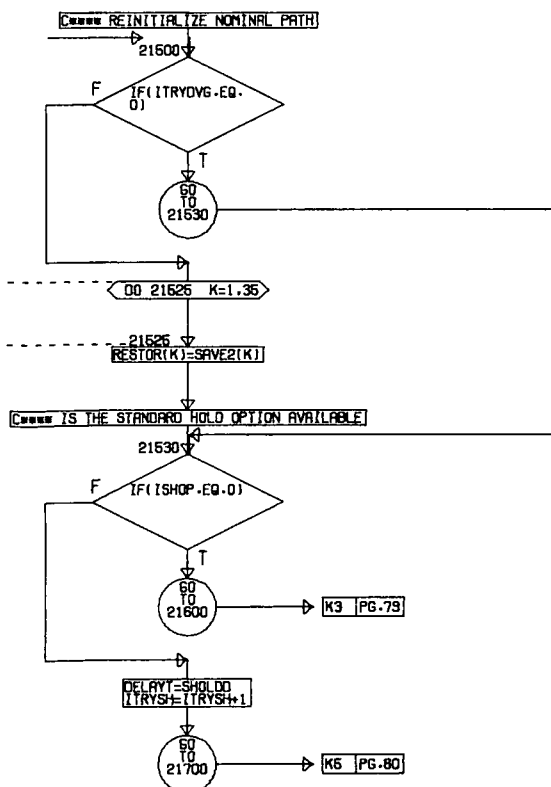 C**** REINITIALIZE NOMINAL PATH
21500
F
IF(ITRYDVG.EQ.
0)
T
GO
TO
21530
DO 21525 K=1,35
21525
RESTOR(K)=SAVE2(K)
C**** IS THE STANDARD HOLD OPTION AVAILABLE
21530
F
IF(ISHOP.EQ.0)
T
GO
TO
21600
K3 PG.79
DELAYT=SHOLDD
ITRYSH=ITRYSH+1
GO
TO
21700
K5 PG.80